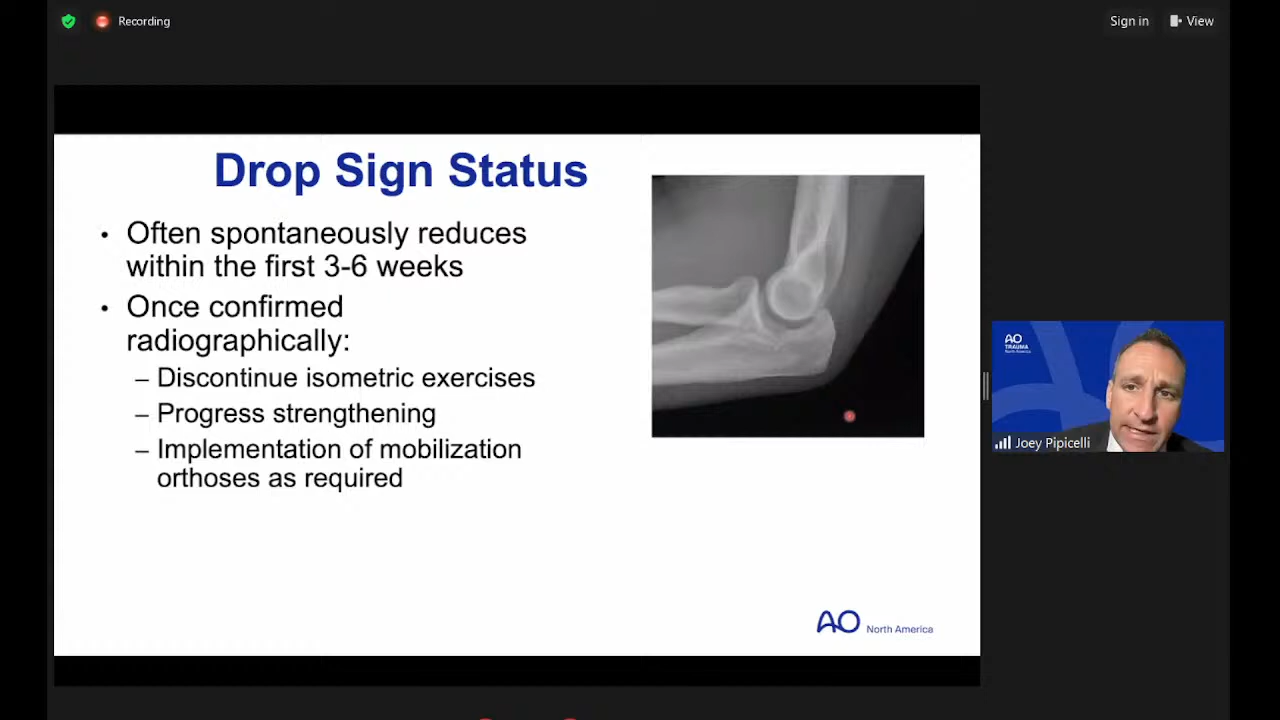 Recording
Sign in
View
Drop Sign Status
• Often spontaneously reduces
within the first 3-6 weeks
• Once confirmed
radiographically:
– Discontinue isometric exercises
– Progress strengthening
– Implementation of mobilization
orthoses as required
AO North America
AO
TRAUMA
North America
Joey Pipicelli